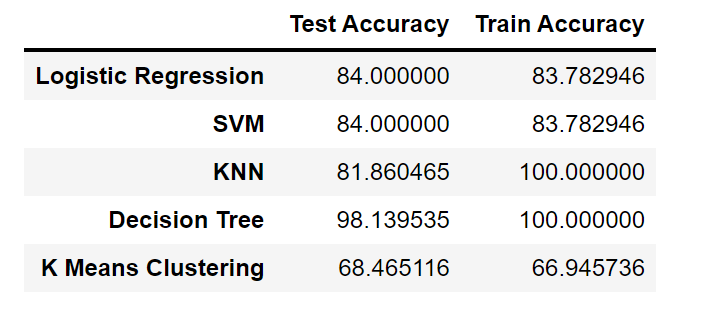 Test Accuracy Train Accuracy
Logistic Regression 84.000000 83.782946
SVM 84.000000 83.782946
KNN 81.860465 100.000000
Decision Tree 98.139535 100.000000
K Means Clustering 68.465116 66.945736